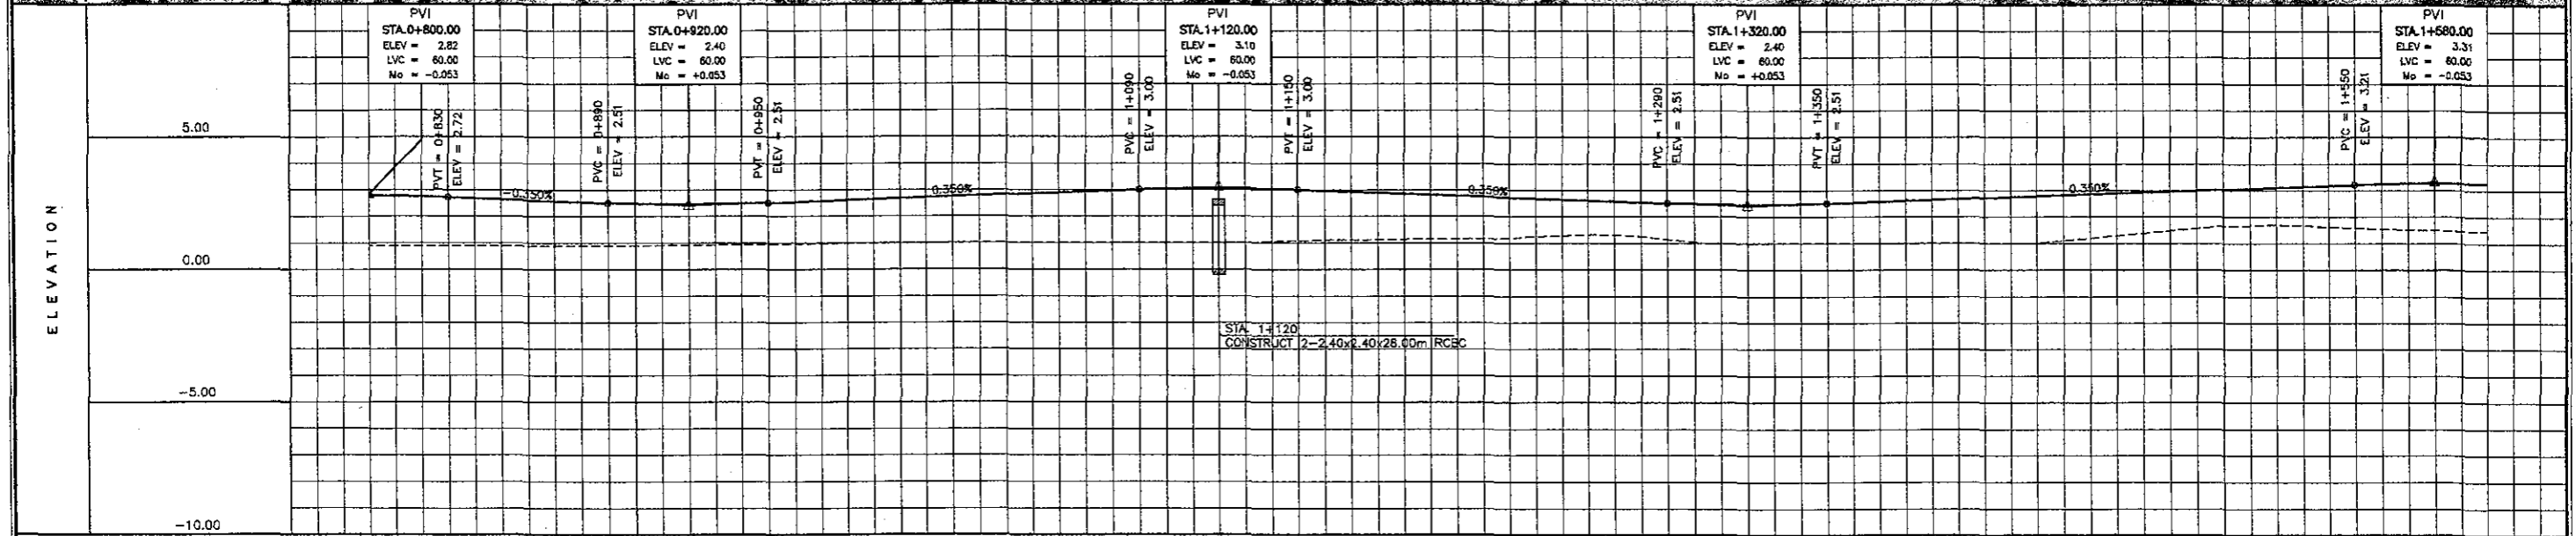 PVI
STA.0+800.00
ELEV = 2.82
LVC = 60.00
Mo = -0.053
PVI
STA.0+920.00
ELEV = 2.40
LVC = 60.00
Mo = +0.053
PVI
STA.1+120.00
ELEV = 3.10
LVC = 60.00
Mo = -0.053
PVI
STA.1+320.00
ELEV = 2.40
LVC = 60.00
Mo = +0.053
PVI
STA.1+580.00
ELEV = 3.31
LVC = 60.00
Mo = -0.053
PVT = 0+830
ELEV = 2.72
PVC = 0+890
ELEV = 2.51
PVT = 0+950
ELEV = 2.51
PVC = 1+090
ELEV = 3.00
PVT = 1+150
ELEV = 3.00
PVC = 1+290
ELEV = 2.51
PVT = 1+350
ELEV = 2.51
PVC = 1+550
ELEV = 3.21
5.00
0.00
-5.00
-10.00
ELEVATION
-0.350%
0.350%
0.350%
0.350%
STA. 1+120
CONSTRUCT 2-2.40x2.40x28.00m RCBC